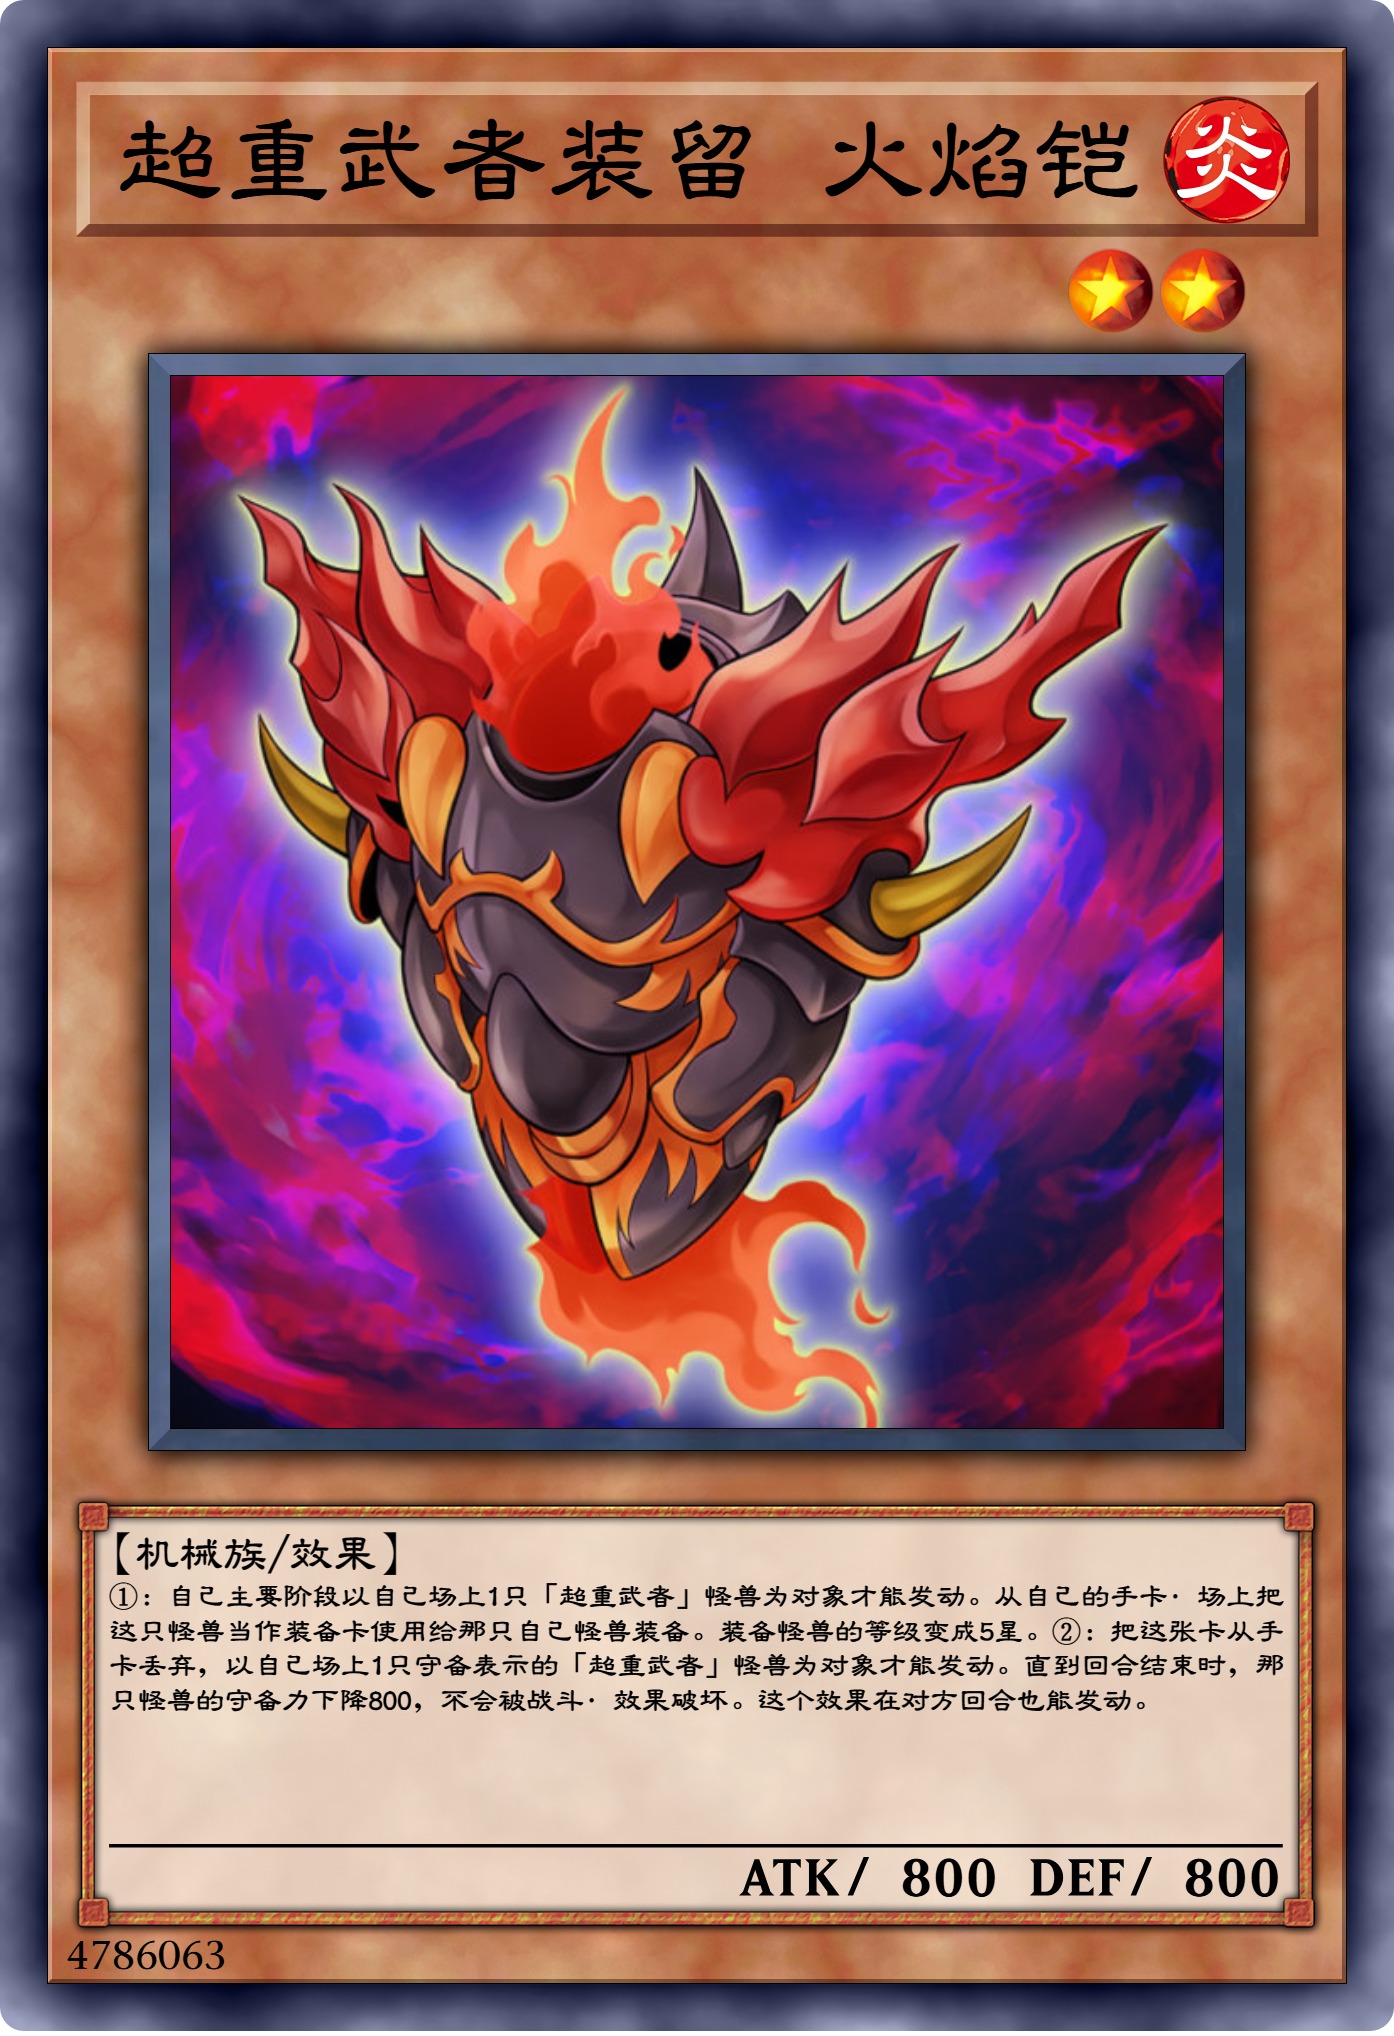 超重武者装留 火焰铠 炎
【机械族/效果】
①：自己主要阶段以自己场上1只「超重武者」怪兽为对象才能发动。从自己的手卡·场上把
这只怪兽当作装备卡使用给那只自己怪兽装备。装备怪兽的等级变成5星。②：把这张卡从手
卡丢弃，以自己场上1只守备表示的「超重武者」怪兽为对象才能发动。直到回合结束时，那
只怪兽的守备力下降800，不会被战斗·效果破坏。这个效果在对方回合也能发动。
ATK/ 800 DEF/ 800
4786063